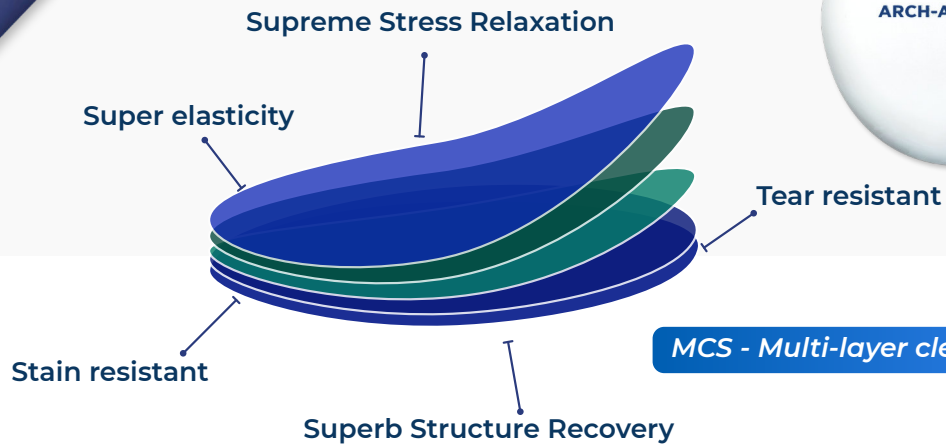 Supreme Stress Relaxation
ARCH-A
Super elasticity
Tear resistant
MCS - Multi-layer cle
Stain resistant
Superb Structure Recovery